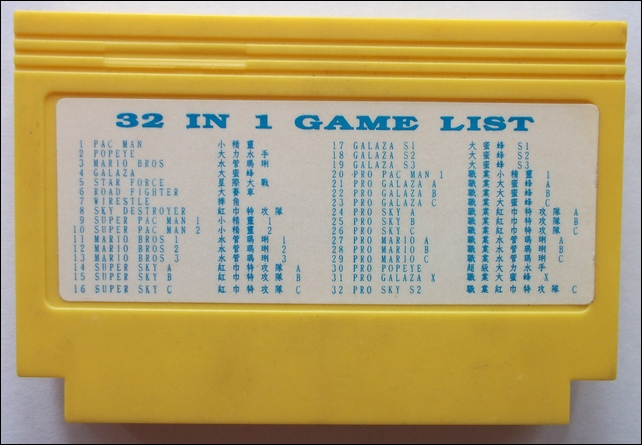 32 IN 1 GAME LIST
1 PAC MAN 小精靈
2 POPEYE 大力水手
3 MARIO BROS 水管瑪琍
4 GALAZA 大蜜蜂
5 STAR FORCE 星際大戰
6 ROAD FIGHTER 大賽車
7 WIRESTLE 摔角
8 SKY DESTROYER 紅巾特攻隊
9 SUPER PAC MAN 1 小精靈 1
10 SUPER PAC MAN 2 小精靈 2
11 MARIO BROS 1 水管瑪琍 1
12 MARIO BROS 2 水管瑪琍 2
13 MARIO BROS 3 水管瑪琍 3
14 SUPER SKY A 紅巾特攻隊 A
15 SUPER SKY B 紅巾特攻隊 B
16 SUPER SKY C 紅巾特攻隊 C
17 GALAZA S1 大蜜蜂 S1
18 GALAZA S2 大蜜蜂 S2
19 GALAZA S3 大蜜蜂 S3
20 PRO PAC MAN 1 職業小精靈 1
21 PRO GALAZA A 職業大蜜蜂 A
22 PRO GALAZA B 職業大蜜蜂 B
23 PRO GALAZA C 職業大蜜蜂 C
24 PRO SKY A 職業紅巾特攻隊 A
25 PRO SKY B 職業紅巾特攻隊 B
26 PRO SKY C 職業紅巾特攻隊 C
27 PRO MARIO A 職業水管瑪琍 A
28 PRO MARIO B 職業水管瑪琍 B
29 PRO MARIO C 職業水管瑪琍 C
30 PRO POPEYE 超級大力水手
31 PRO GALAZA X 職業大蜜蜂 X
32 PRO SKY S2 職業紅巾特攻隊 C